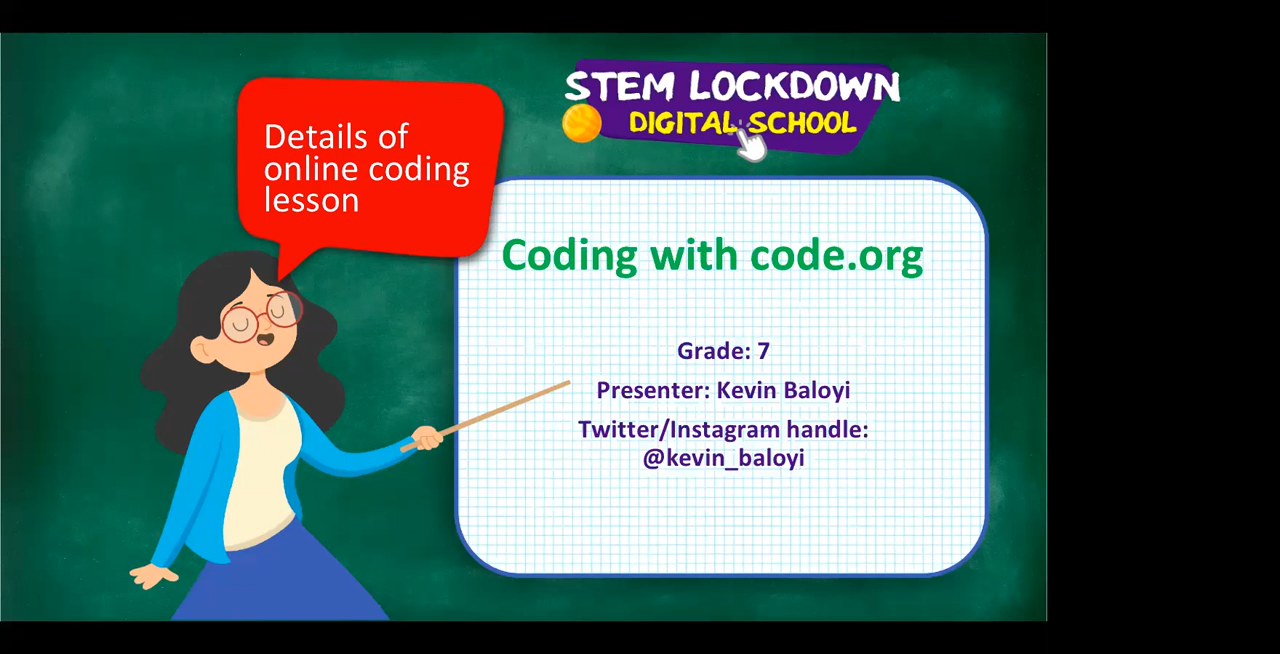 STEM LOCKDOWN
DIGITAL SCHOOL
Details of
online coding
lesson
Coding with code.org
Grade: 7
Presenter: Kevin Baloyi
Twitter/Instagram handle:
@kevin_baloyi